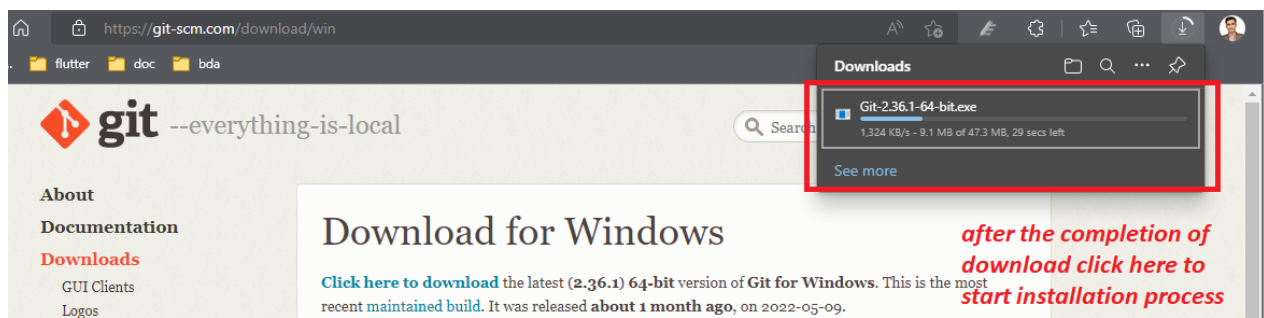 https://git-scm.com/download/win
flutter doc bda
Downloads
Git-2.36.1-64-bit.exe
1,324 KB/s - 9.1 MB of 47.3 MB, 29 secs left
See more
git --everything-is-local
Search
About
Documentation
Downloads
GUI Clients
Logos
Download for Windows
Click here to download the latest (2.36.1) 64-bit version of Git for Windows. This is the most
recent maintained build. It was released about 1 month ago, on 2022-05-09.
after the completion of
download click here to
start installation process